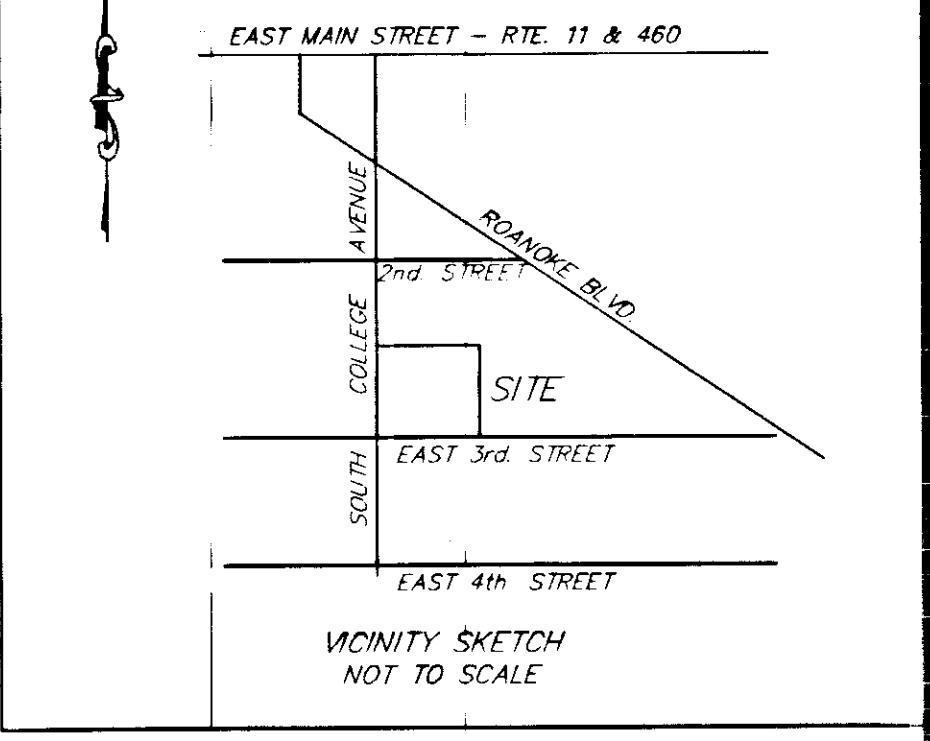 EAST MAIN STREET - RTE. 11 & 460
ROANOKE BLVD.
2nd. STREET
SITE
SOUTH COLLEGE AVENUE
EAST 3rd. STREET
EAST 4th STREET
VICINITY SKETCH
NOT TO SCALE